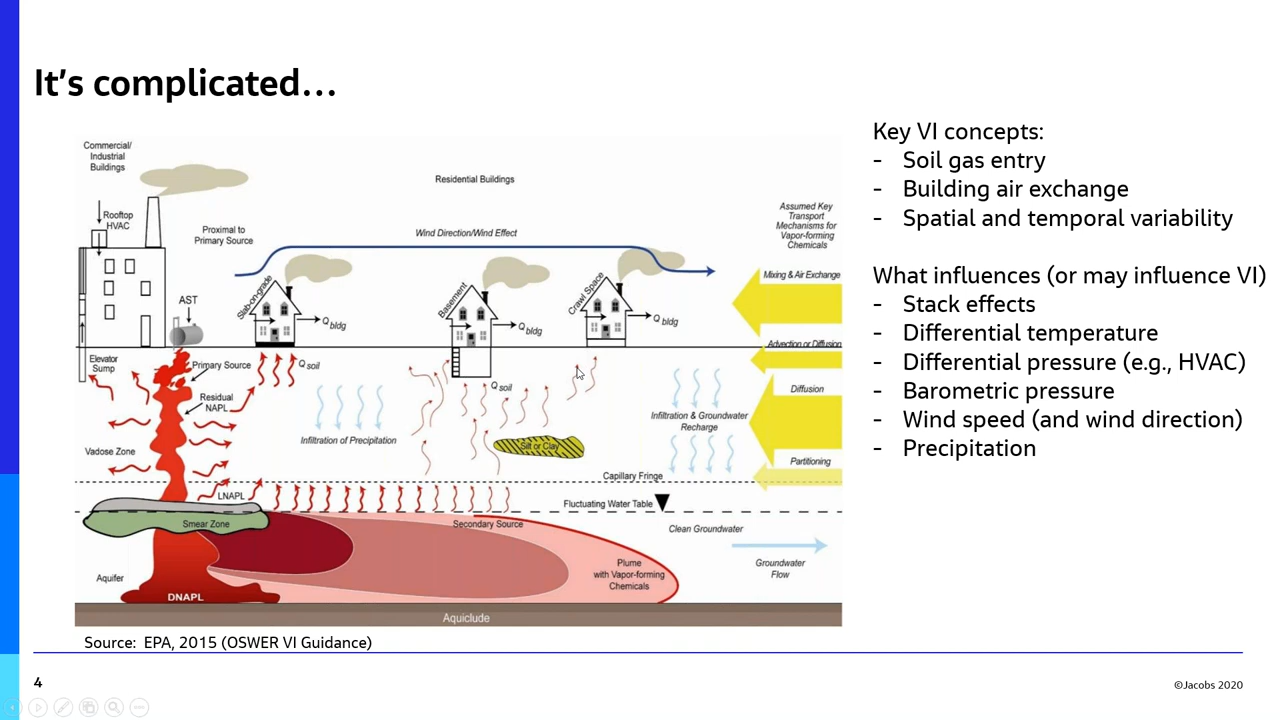 It's complicated…
Commercial/
Industrial
Buildings
Rooftop
HVAC
Proximal to
Primary Source
Residential Buildings
Wind Direction/Wind Effect
Assumed Key
Transport
Mechanisms for
Vapor-forming
Chemicals
Mixing & Air Exchange
AST
Slab-on-grade
Q bldg
Basement
Q bldg
Crawl Space
Q bldg
Advection or Diffusion
Elevator
Sump
Primary Source
Q soil
Residual
NAPL
Q soil
Diffusion
Infiltration of Precipitation
Infiltration & Groundwater
Recharge
Silt or Clay
Vadose Zone
Partitioning
Capillary Fringe
LNAPL
Fluctuating Water Table
Smear Zone
Secondary Source
Clean Groundwater
Plume
with Vapor-forming
Chemicals
Groundwater
Flow
Aquifer
DNAPL
Aquiclude
Source: EPA, 2015 (OSWER VI Guidance)
Key VI concepts:
- Soil gas entry
- Building air exchange
- Spatial and temporal variability
What influences (or may influence VI)
- Stack effects
- Differential temperature
- Differential pressure (e.g., HVAC)
- Barometric pressure
- Wind speed (and wind direction)
- Precipitation
4
©Jacobs 2020